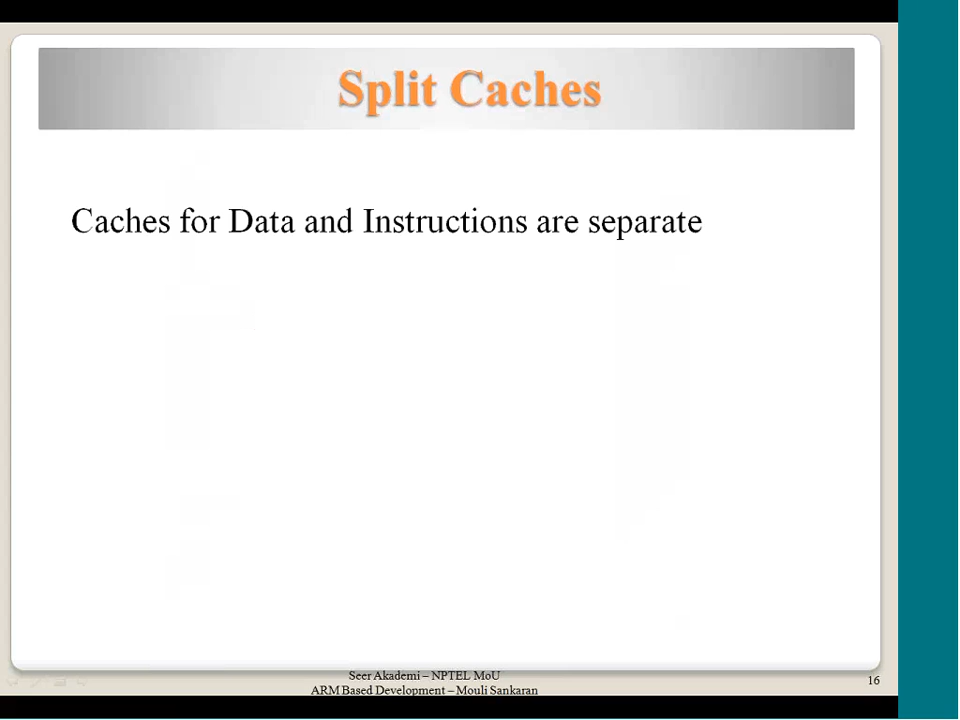 Split Caches
Caches for Data and Instructions are separate
Seer Akademi – NPTEL MoU
ARM Based Development – Mouli Sankaran
16